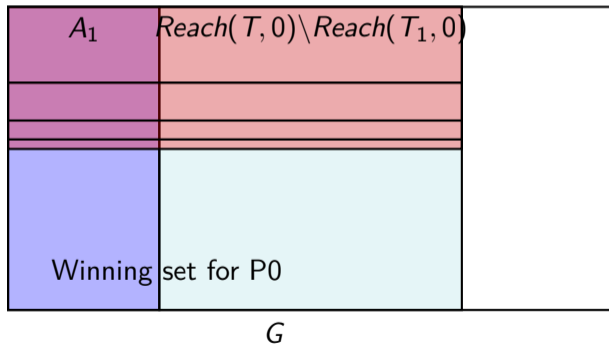 A₁ Reach(T, 0)\Reach(T₁, 0)
Winning set for P0
G